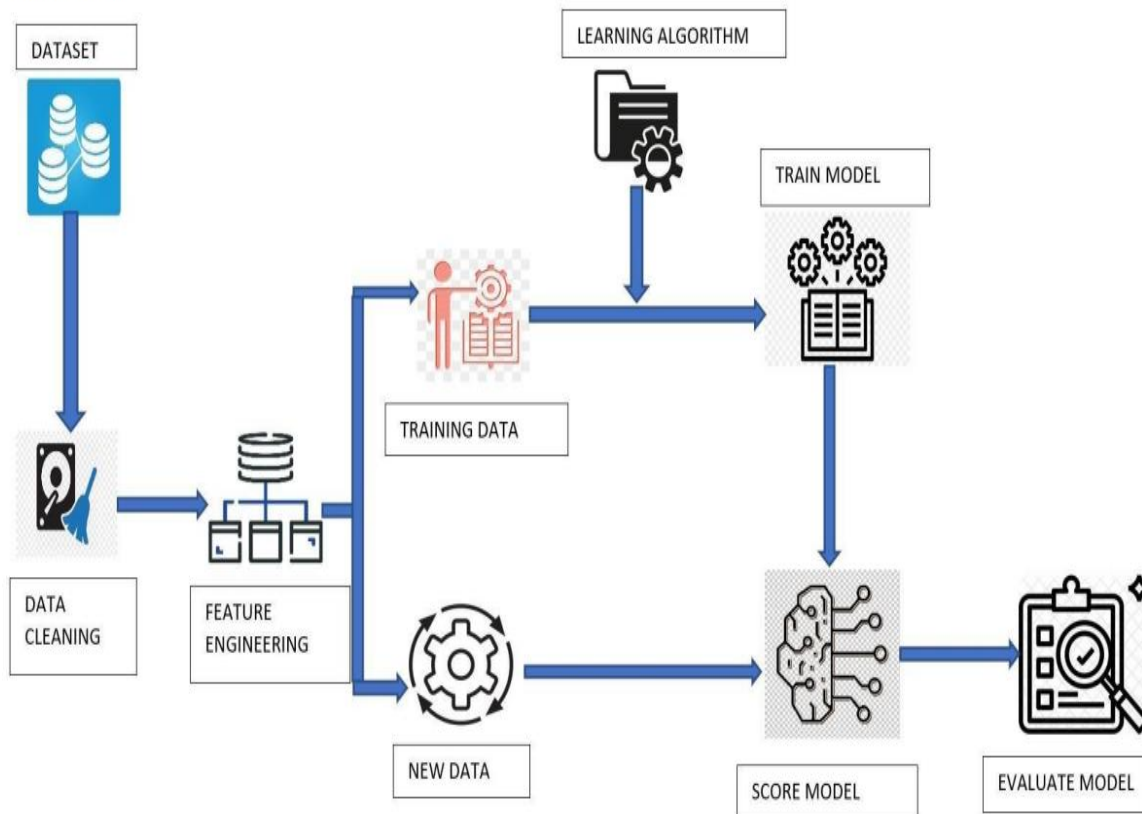 DATASET
LEARNING ALGORITHM
TRAIN MODEL
TRAINING DATA
DATA
CLEANING
FEATURE
ENGINEERING
NEW DATA
SCORE MODEL
EVALUATE MODEL